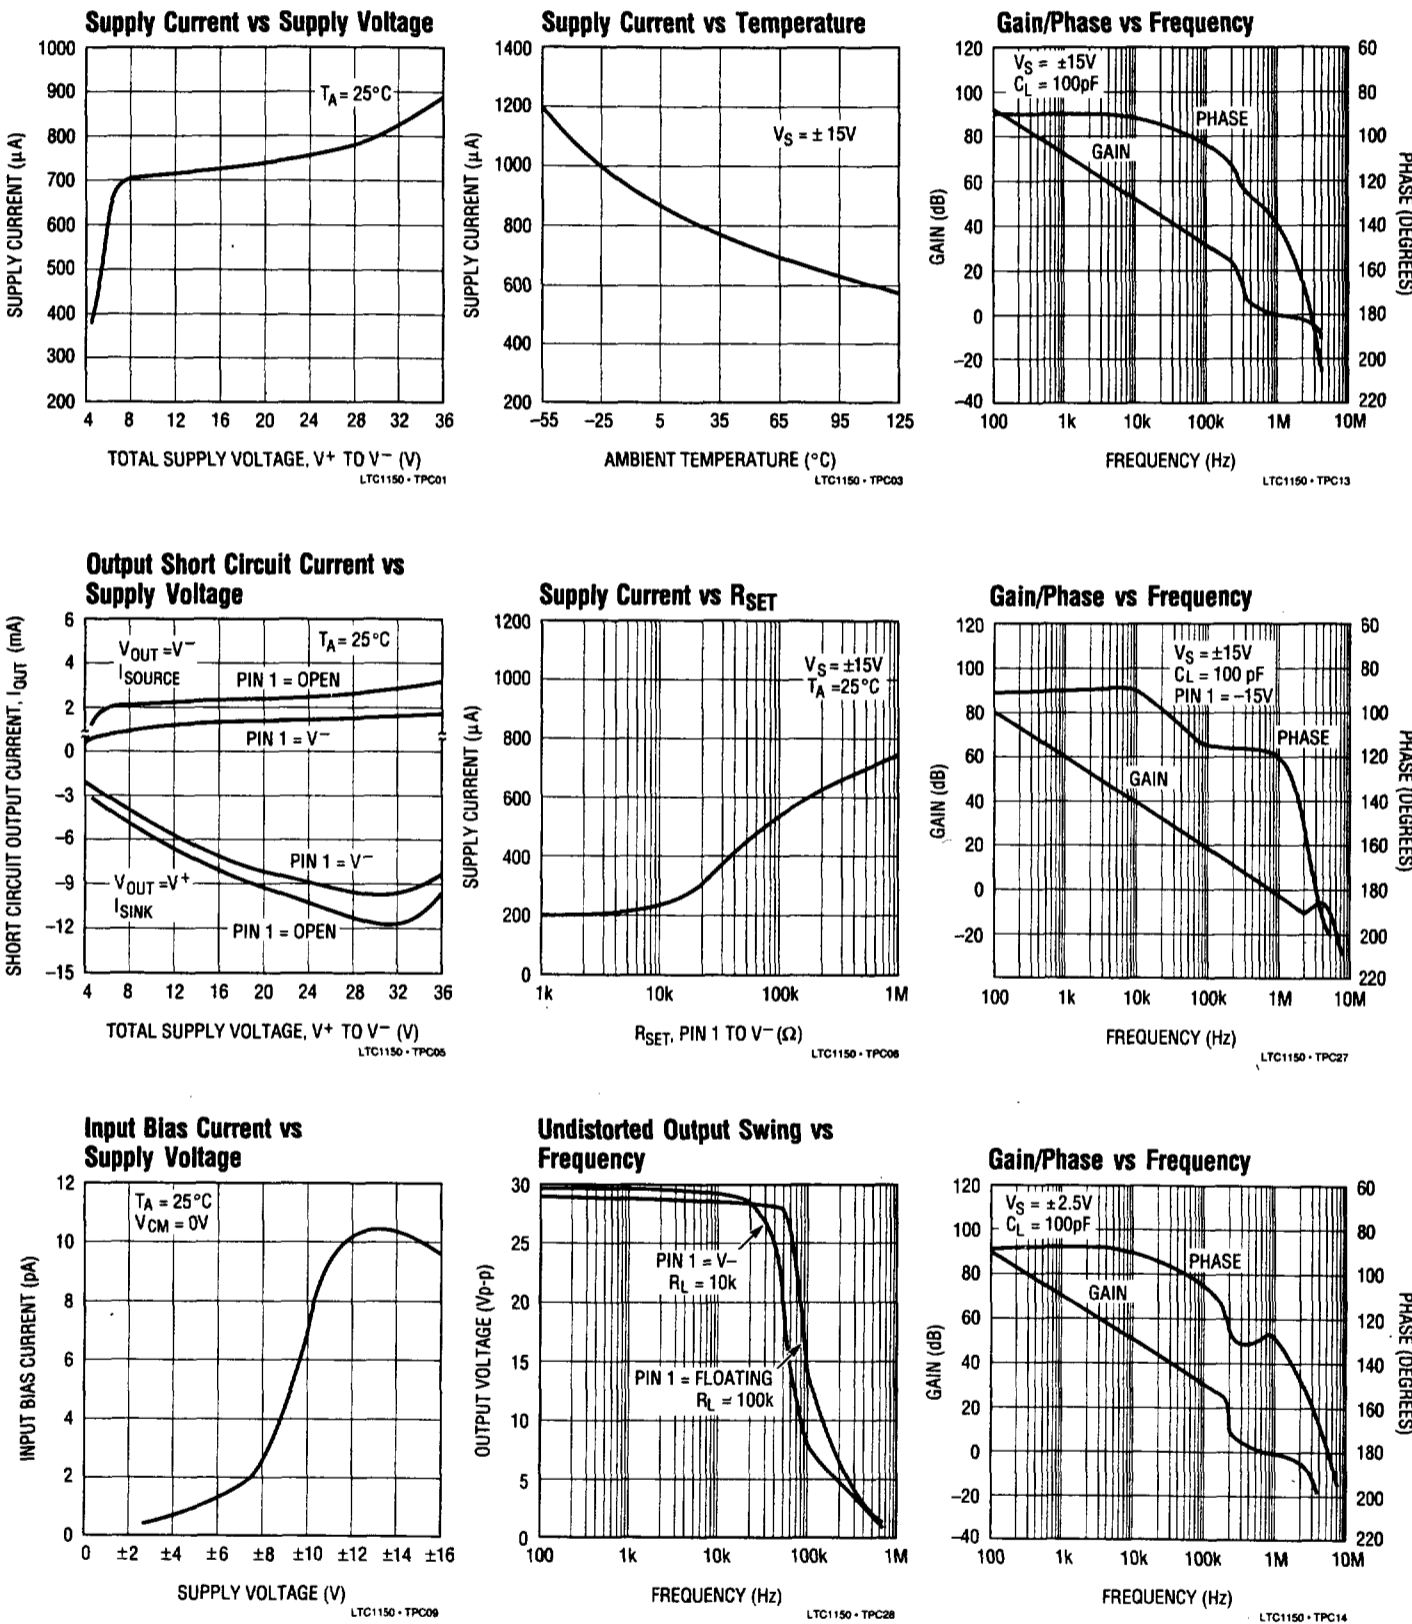 Supply Current vs Supply Voltage
1000
900
800
700
600
500
400
300
200
SUPPLY CURRENT (µA)
TA = 25°C
4 8 12 16 20 24 28 32 36
TOTAL SUPPLY VOLTAGE, V+ TO V− (V)
LTC1150 • TPC01
Supply Current vs Temperature
1400
1200
1000
800
600
400
200
SUPPLY CURRENT (µA)
VS = ± 15V
−55 −25 5 35 65 95 125
AMBIENT TEMPERATURE (°C)
LTC1150 • TPC03
Gain/Phase vs Frequency
120
100
80
60
40
20
0
−20
−40
GAIN (dB)
VS = ±15V
CL = 100pF
PHASE
GAIN
60
80
100
120
140
160
180
200
220
PHASE (DEGREES)
100 1k 10k 100k 1M 10M
FREQUENCY (Hz)
LTC1150 • TPC13
Output Short Circuit Current vs
Supply Voltage
6
4
2
0
−3
−6
−9
−12
−15
SHORT CIRCUIT OUTPUT CURRENT, IOUT (mA)
VOUT = V−
ISOURCE
TA = 25°C
PIN 1 = OPEN
PIN 1 = V−
PIN 1 = V−
VOUT = V+
ISINK
PIN 1 = OPEN
4 8 12 16 20 24 28 32 36
TOTAL SUPPLY VOLTAGE, V+ TO V− (V)
LTC1150 • TPC05
Supply Current vs RSET
1200
1000
800
600
400
200
0
SUPPLY CURRENT (µA)
VS = ±15V
TA = 25°C
1k 10k 100k 1M
RSET, PIN 1 TO V− (Ω)
LTC1150 • TPC06
Gain/Phase vs Frequency
120
100
80
60
40
20
0
−20
GAIN (dB)
VS = ±15V
CL = 100 pF
PIN 1 = −15V
PHASE
GAIN
60
80
100
120
140
160
180
200
220
PHASE (DEGREES)
100 1k 10k 100k 1M 10M
FREQUENCY (Hz)
LTC1150 • TPC27
Input Bias Current vs
Supply Voltage
12
10
8
6
4
2
0
INPUT BIAS CURRENT (pA)
TA = 25°C
VCM = 0V
0 ±2 ±4 ±6 ±8 ±10 ±12 ±14 ±16
SUPPLY VOLTAGE (V)
LTC1150 • TPC09
Undistorted Output Swing vs
Frequency
30
25
20
15
10
5
0
OUTPUT VOLTAGE (Vp-p)
PIN 1 = V−
RL = 10k
PIN 1 = FLOATING
RL = 100k
100 1k 10k 100k 1M
FREQUENCY (Hz)
LTC1150 • TPC28
Gain/Phase vs Frequency
120
100
80
60
40
20
0
−20
−40
GAIN (dB)
VS = ±2.5V
CL = 100pF
PHASE
GAIN
60
80
100
120
140
160
180
200
220
PHASE (DEGREES)
100 1k 10k 100k 1M 10M
FREQUENCY (Hz)
LTC1150 • TPC14